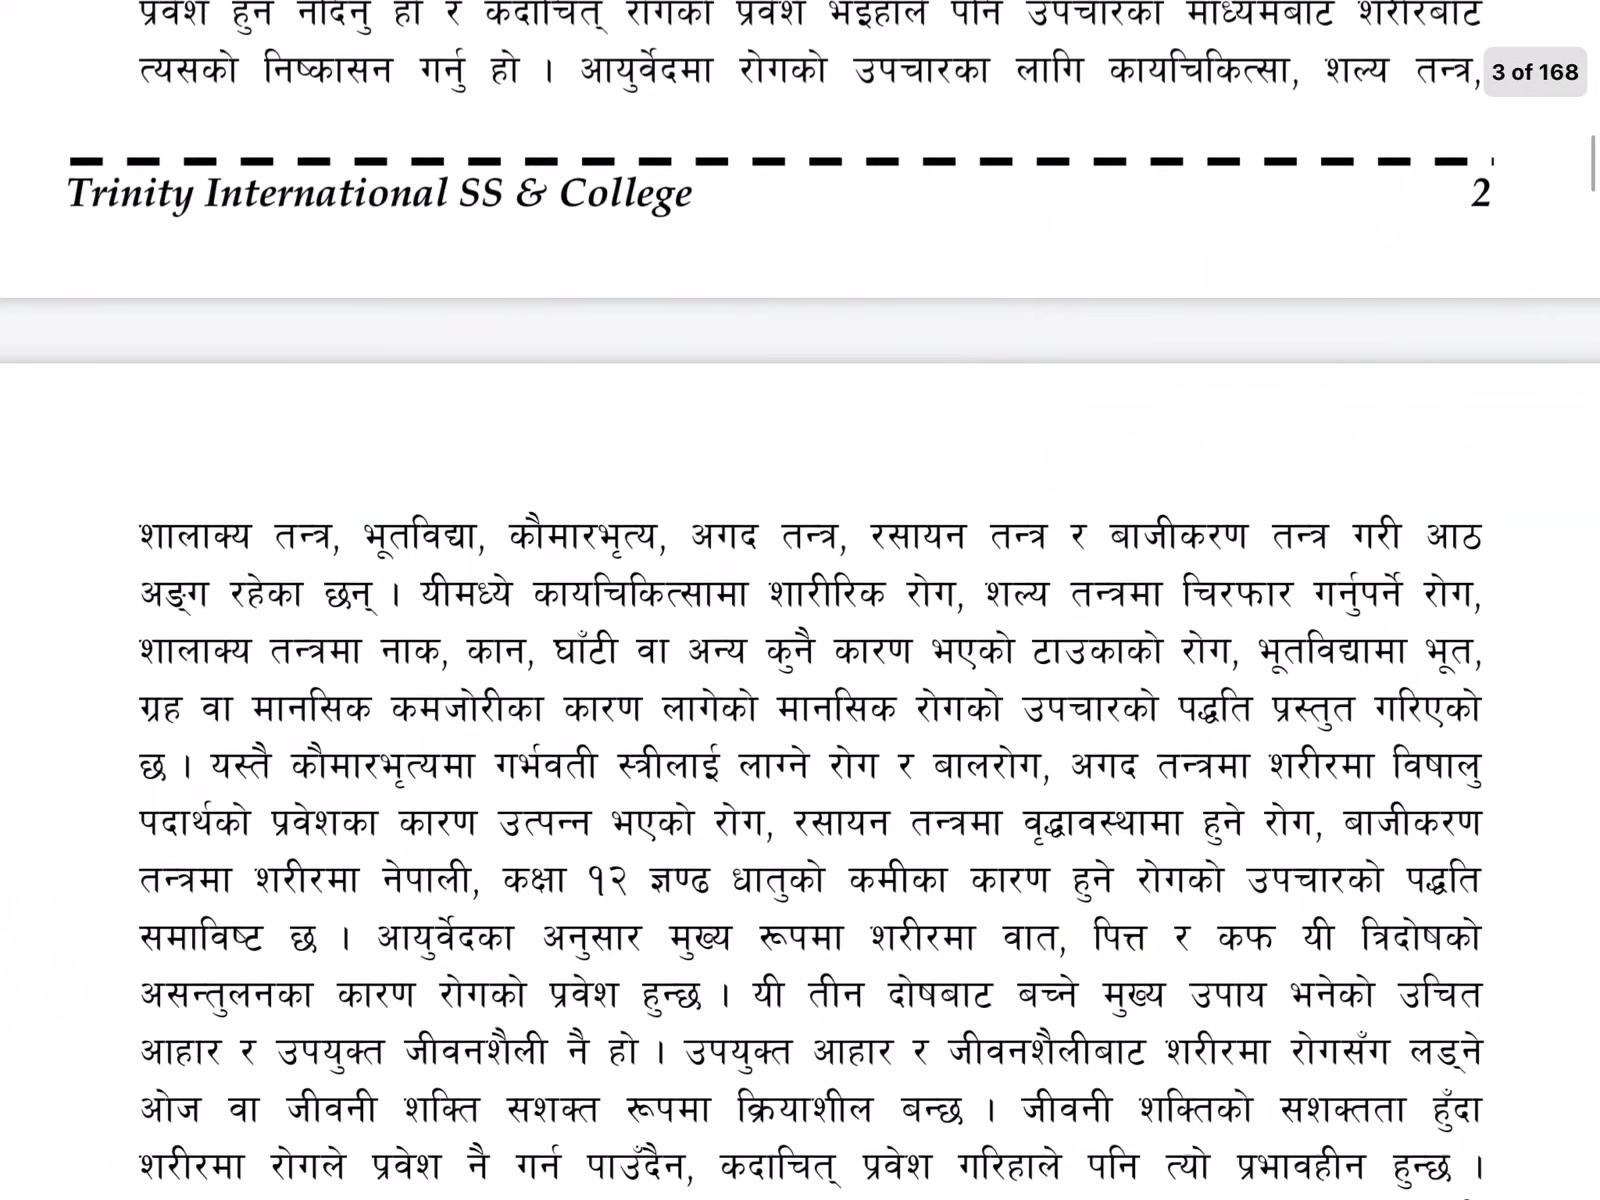 प्रवेश हुन नदिनु हो र कदाचित् रोगको प्रवेश भइहाले पनि उपचारका माध्यमबाट शरीरबाट
त्यसको निष्कासन गर्नु हो । आयुर्वेदमा रोगको उपचारका लागि कायचिकित्सा, शल्य तन्त्र,
3 of 168
Trinity International SS & College 2
शालाक्य तन्त्र, भूतविद्या, कौमारभृत्य, अगद तन्त्र, रसायन तन्त्र र बाजीकरण तन्त्र गरी आठ
अङ्ग रहेका छन् । यीमध्ये कायचिकित्सामा शारीरिक रोग, शल्य तन्त्रमा चिरफार गर्नुपर्ने रोग,
शालाक्य तन्त्रमा नाक, कान, घाँटी वा अन्य कुनै कारण भएको टाउकाको रोग, भूतविद्यामा भूत,
ग्रह वा मानसिक कमजोरीका कारण लागेको मानसिक रोगको उपचारको पद्धति प्रस्तुत गरिएको
छ । यस्तै कौमारभृत्यमा गर्भवती स्त्रीलाई लाग्ने रोग र बालरोग, अगद तन्त्रमा शरीरमा विषालु
पदार्थको प्रवेशका कारण उत्पन्न भएको रोग, रसायन तन्त्रमा वृद्धावस्थामा हुने रोग, बाजीकरण
तन्त्रमा शरीरमा नेपाली, कक्षा १२ ज्ञण्ढ धातुको कमीका कारण हुने रोगको उपचारको पद्धति
समाविष्ट छ । आयुर्वेदका अनुसार मुख्य रूपमा शरीरमा वात, पित्त र कफ यी त्रिदोषको
असन्तुलनका कारण रोगको प्रवेश हुन्छ । यी तीन दोषबाट बच्ने मुख्य उपाय भनेको उचित
आहार र उपयुक्त जीवनशैली नै हो । उपयुक्त आहार र जीवनशैलीबाट शरीरमा रोगसँग लड्ने
ओज वा जीवनी शक्ति सशक्त रूपमा क्रियाशील बन्छ । जीवनी शक्तिको सशक्तता हुँदा
शरीरमा रोगले प्रवेश नै गर्न पाउँदैन, कदाचित् प्रवेश गरिहाले पनि त्यो प्रभावहीन हुन्छ ।